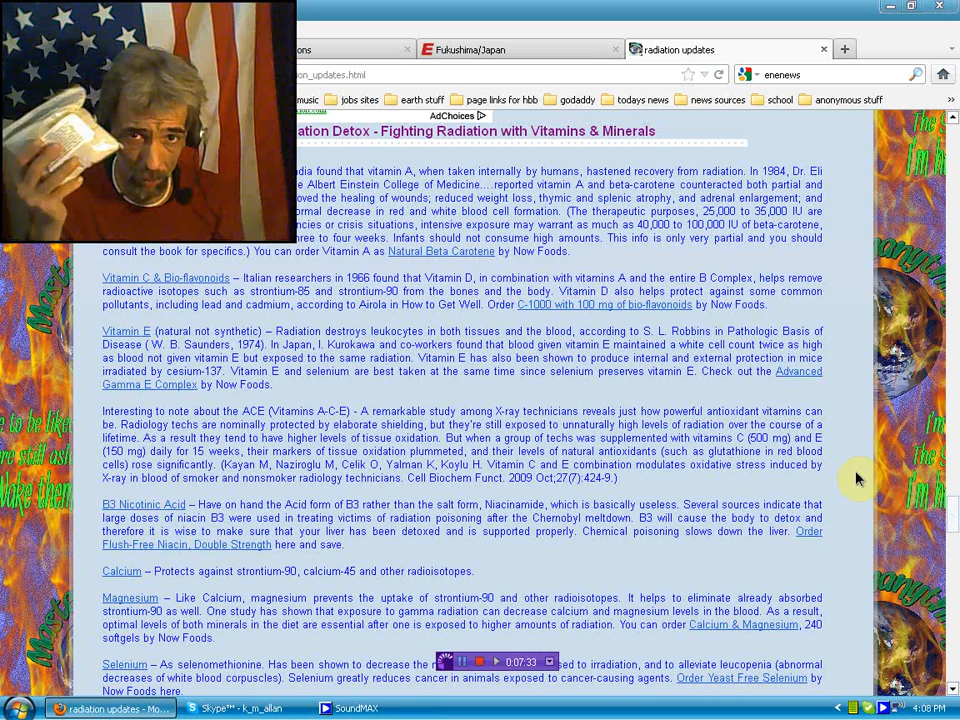 ons
Fukushima/Japan
radiation updates
on_updates.html
enenews
music
jobs sites
earth stuff
page links for hbb
godaddy
todays news
news sources
school
anonymous stuff
AdChoices
ation Detox - Fighting Radiation with Vitamins & Minerals
ndia found that vitamin A, when taken internally by humans, hastened recovery from radiation. In 1984, Dr. Eli
e Albert Einstein College of Medicine....reported vitamin A and beta-carotene counteracted both partial and
oved the healing of wounds; reduced weight loss, thymic and splenic atrophy, and adrenal enlargement; and
ormal decrease in red and white blood cell formation. (The therapeutic purposes, 25,000 to 35,000 IU are
ncies or crisis situations, intensive exposure may warrant as much as 40,000 to 100,000 IU of beta-carotene,
hree to four weeks. Infants should not consume high amounts. This info is only very partial and you should
consult the book for specifics.) You can order Vitamin A as Natural Beta Carotene by Now Foods.
Vitamin C & Bio-flavonoids – Italian researchers in 1966 found that Vitamin D, in combination with vitamins A and the entire B Complex, helps remove
radioactive isotopes such as strontium-85 and strontium-90 from the bones and the body. Vitamin D also helps protect against some common
pollutants, including lead and cadmium, according to Airola in How to Get Well. Order C-1000 with 100 mg of bio-flavonoids by Now Foods.
Vitamin E (natural not synthetic) – Radiation destroys leukocytes in both tissues and the blood, according to S. L. Robbins in Pathologic Basis of
Disease ( W. B. Saunders, 1974). In Japan, I. Kurokawa and co-workers found that blood given vitamin E maintained a white cell count twice as high
as blood not given vitamin E but exposed to the same radiation. Vitamin E has also been shown to produce internal and external protection in mice
irradiated by cesium-137. Vitamin E and selenium are best taken at the same time since selenium preserves vitamin E. Check out the Advanced
Gamma E Complex by Now Foods.
Interesting to note about the ACE (Vitamins A-C-E) - A remarkable study among X-ray technicians reveals just how powerful antioxidant vitamins can
be. Radiology techs are nominally protected by elaborate shielding, but they're still exposed to unnaturally high levels of radiation over the course of a
lifetime. As a result they tend to have higher levels of tissue oxidation. But when a group of techs was supplemented with vitamins C (500 mg) and E
(150 mg) daily for 15 weeks, their markers of tissue oxidation plummeted, and their levels of natural antioxidants (such as glutathione in red blood
cells) rose significantly. (Kayan M, Naziroglu M, Celik O, Yalman K, Koylu H. Vitamin C and E combination modulates oxidative stress induced by
X-ray in blood of smoker and nonsmoker radiology technicians. Cell Biochem Funct. 2009 Oct;27(7):424-9.)
B3 Nicotinic Acid – Have on hand the Acid form of B3 rather than the salt form, Niacinamide, which is basically useless. Several sources indicate that
large doses of niacin B3 were used in treating victims of radiation poisoning after the Chernobyl meltdown. B3 will cause the body to detox and
therefore it is wise to make sure that your liver has been detoxed and is supported properly. Chemical poisoning slows down the liver. Order
Flush-Free Niacin, Double Strength here and save.
Calcium – Protects against strontium-90, calcium-45 and other radioisotopes.
Magnesium – Like Calcium, magnesium prevents the uptake of strontium-90 and other radioisotopes. It helps to eliminate already absorbed
strontium-90 as well. One study has shown that exposure to gamma radiation can decrease calcium and magnesium levels in the blood. As a result,
optimal levels of both minerals in the diet are essential after one is exposed to higher amounts of radiation. You can order Calcium & Magnesium, 240
softgels by Now Foods.
Selenium – As selenomethionine. Has been shown to decrease the sed to irradiation, and to alleviate leucopenia (abnormal
decreases of white blood corpuscles). Selenium greatly reduces cancer in animals exposed to cancer-causing agents. Order Yeast Free Selenium by
Now Foods here.
0:07:33
radiation updates - Mo...
Skype™ - k_m_allan
SoundMAX
4:08 PM